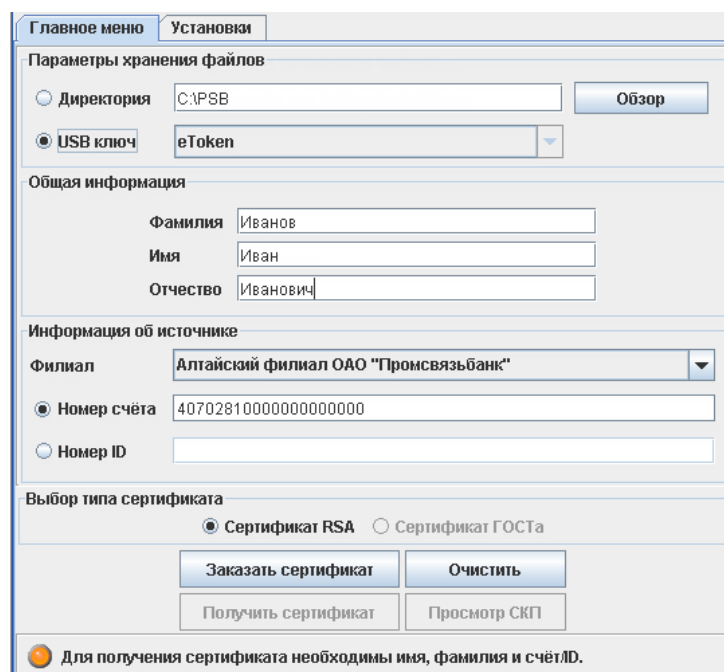 Главное меню Установки
Параметры хранения файлов
Директория C:\PSB Обзор
USB ключ eToken
Общая информация
Фамилия Иванов
Имя Иван
Отчество Иванович
Информация об источнике
Филиал Алтайский филиал ОАО "Промсвязьбанк"
Номер счёта 40702810000000000000
Номер ID
Выбор типа сертификата
Сертификат RSA Сертификат ГОСТа
Заказать сертификат Очистить
Получить сертификат Просмотр СКП
Для получения сертификата необходимы имя, фамилия и счёт/ID.